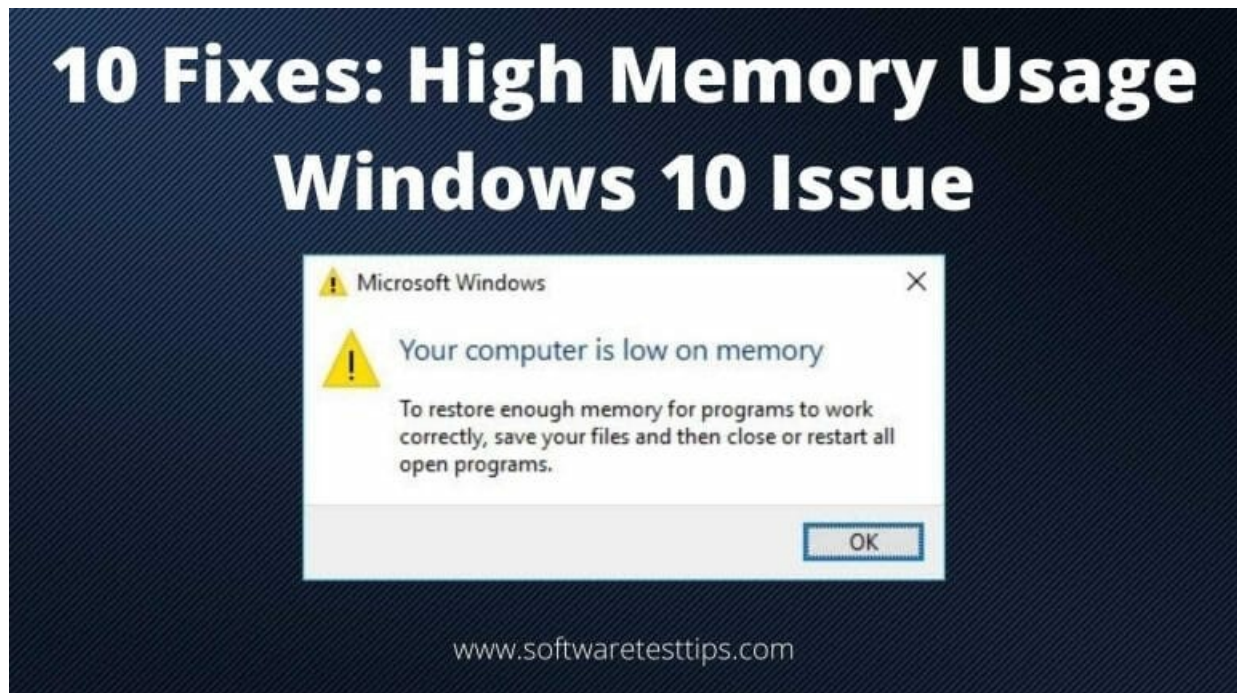 10 Fixes: High Memory Usage
Windows 10 Issue
Microsoft Windows
Your computer is low on memory
To restore enough memory for programs to work
correctly, save your files and then close or restart all
open programs.
OK
www.softwaretesttips.com